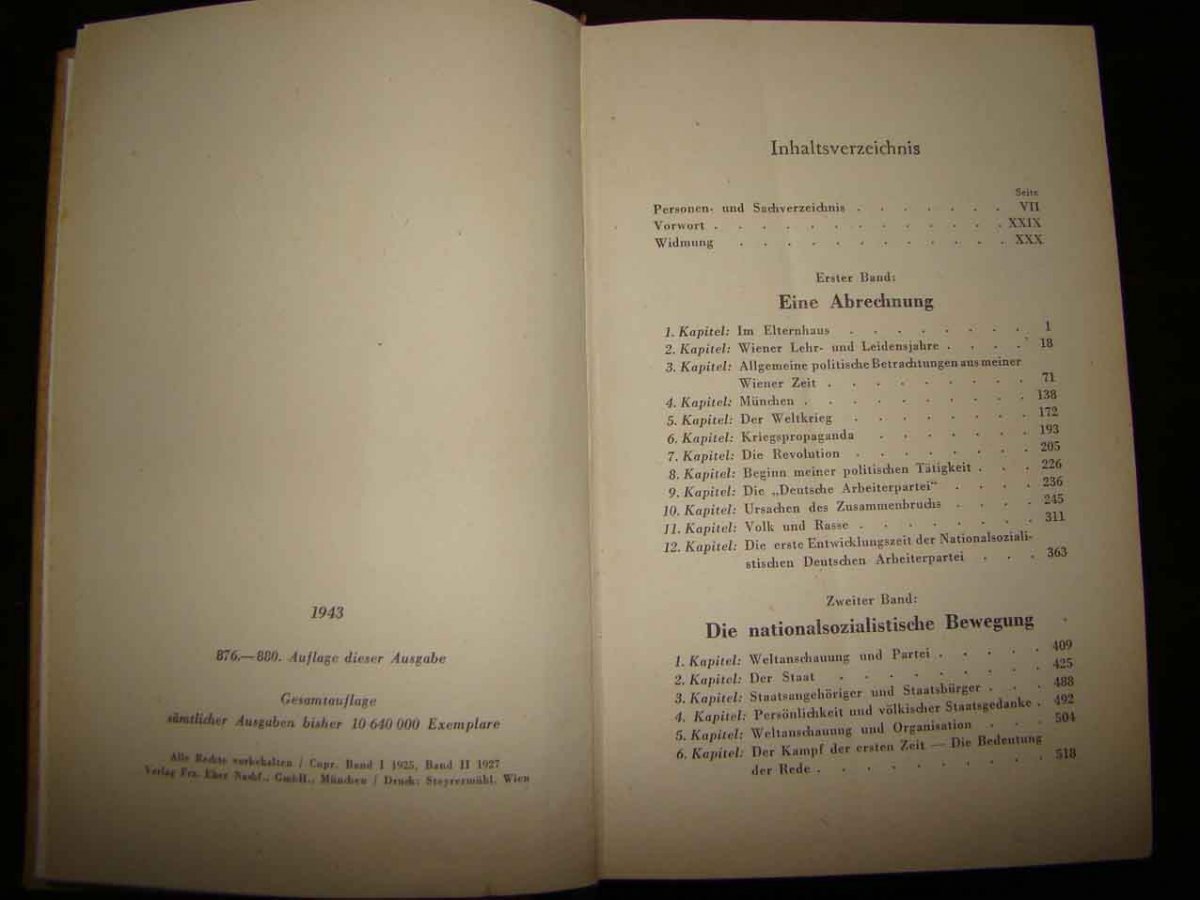 1943
876.—880. Auflage dieser Ausgabe
Gesamtauflage
sämtlicher Ausgaben bisher 10 640 000 Exemplare
Alle Rechte vorbehalten / Copr. Band I 1925, Band II 1927
Verlag Frz. Eher Nachf., GmbH., München / Druck: Steyrermühl, Wien
Inhaltsverzeichnis
Seite
Personen- und Sachverzeichnis . . . . . . VII
Vorwort . . . . . . . . . . . . . XXIX
Widmung . . . . . . . . . . . . XXX
Erster Band:
Eine Abrechnung
1. Kapitel: Im Elternhaus . . . . . . . . 1
2. Kapitel: Wiener Lehr- und Leidensjahre . . . . 18
3. Kapitel: Allgemeine politische Betrachtungen aus meiner
Wiener Zeit . . . . . . . . . 71
4. Kapitel: München . . . . . . . . . . 138
5. Kapitel: Der Weltkrieg . . . . . . . . 172
6. Kapitel: Kriegspropaganda . . . . . . . 193
7. Kapitel: Die Revolution . . . . . . . . 205
8. Kapitel: Beginn meiner politischen Tätigkeit . . . 226
9. Kapitel: Die „Deutsche Arbeiterpartei“ . . . . 236
10. Kapitel: Ursachen des Zusammenbruchs . . . . 245
11. Kapitel: Volk und Rasse . . . . . . . . 311
12. Kapitel: Die erste Entwicklungszeit der Nationalsoziali-
stischen Deutschen Arbeiterpartei . . . 363
Zweiter Band:
Die nationalsozialistische Bewegung
1. Kapitel: Weltanschauung und Partei . . . . . 409
2. Kapitel: Der Staat . . . . . . . . . 425
3. Kapitel: Staatsangehöriger und Staatsbürger . . . 488
4. Kapitel: Persönlichkeit und völkischer Staatsgedanke . 492
5. Kapitel: Weltanschauung und Organisation . . . 504
6. Kapitel: Der Kampf der ersten Zeit — Die Bedeutung
der Rede . . . . . . . . . . 518